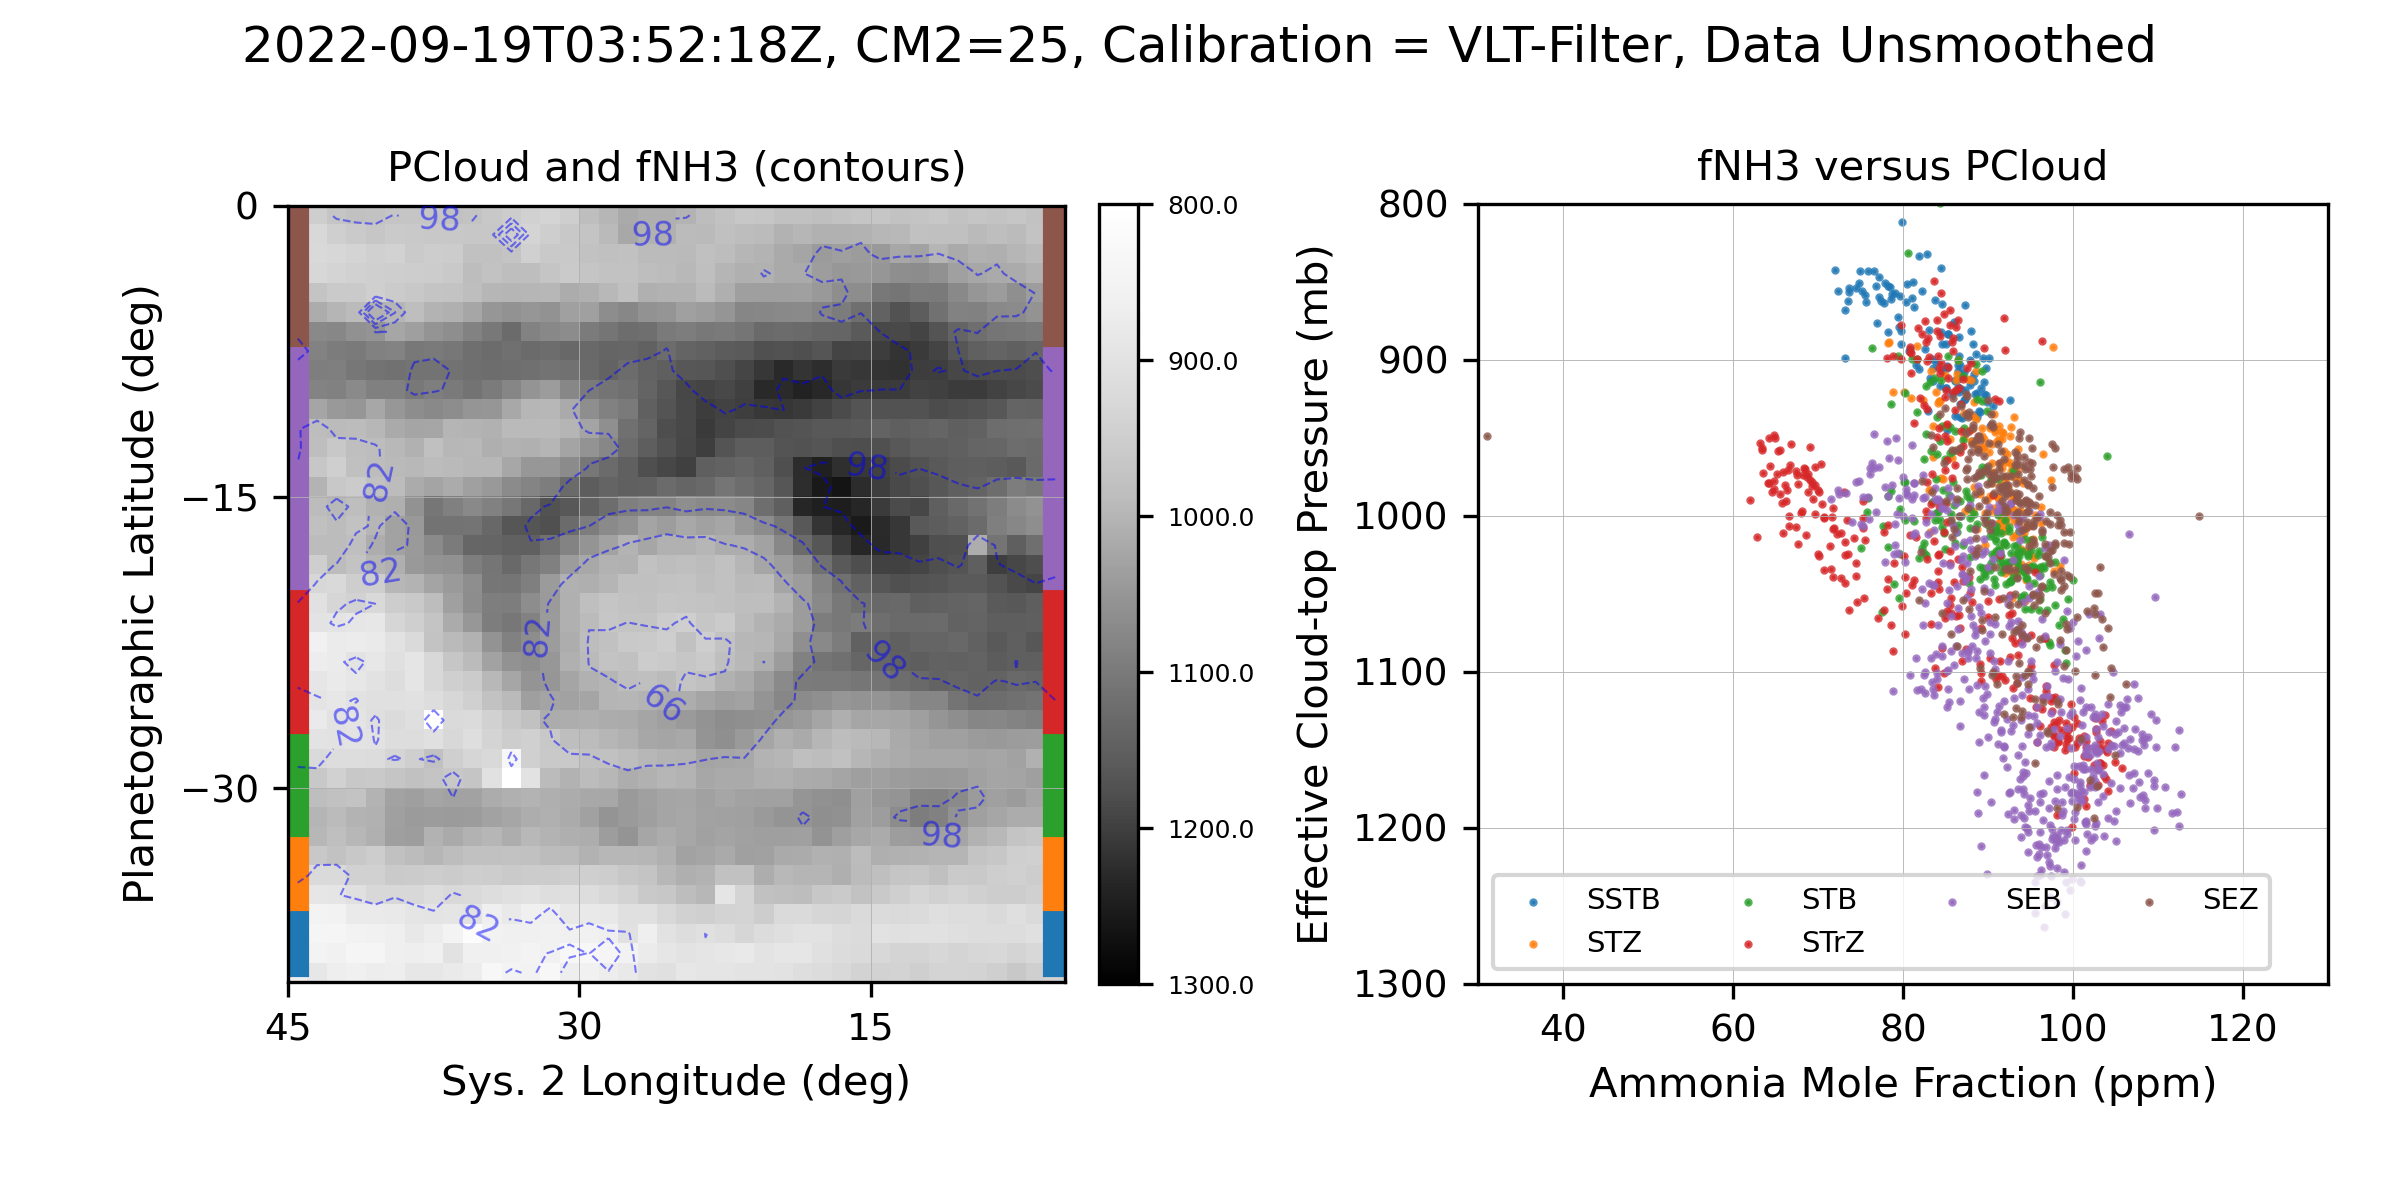 2022-09-19T03:52:18Z, CM2=25, Calibration = VLT-Filter, Data Unsmoothed
PCloud and fNH3 (contours)
Planetographic Latitude (deg)
0
−15
−30
98
98
82
98
82
82
98
66
82
98
82
45
30
15
Sys. 2 Longitude (deg)
800.0
900.0
1000.0
1100.0
1200.0
1300.0
fNH3 versus PCloud
Effective Cloud-top Pressure (mb)
800
900
1000
1100
1200
1300
SSTB STB SEB SEZ
STZ STrZ
40 60 80 100 120
Ammonia Mole Fraction (ppm)